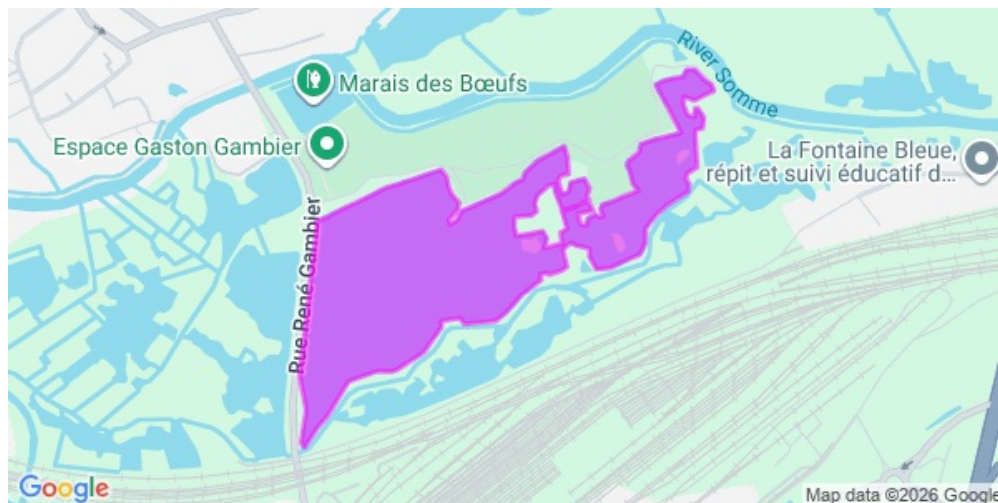 River Somme
Marais des Bœufs
Espace Gaston Gambier
La Fontaine Bleue,
répit et suivi éducatif d...
Rue René Gambier
Google
Map data ©2026 Google